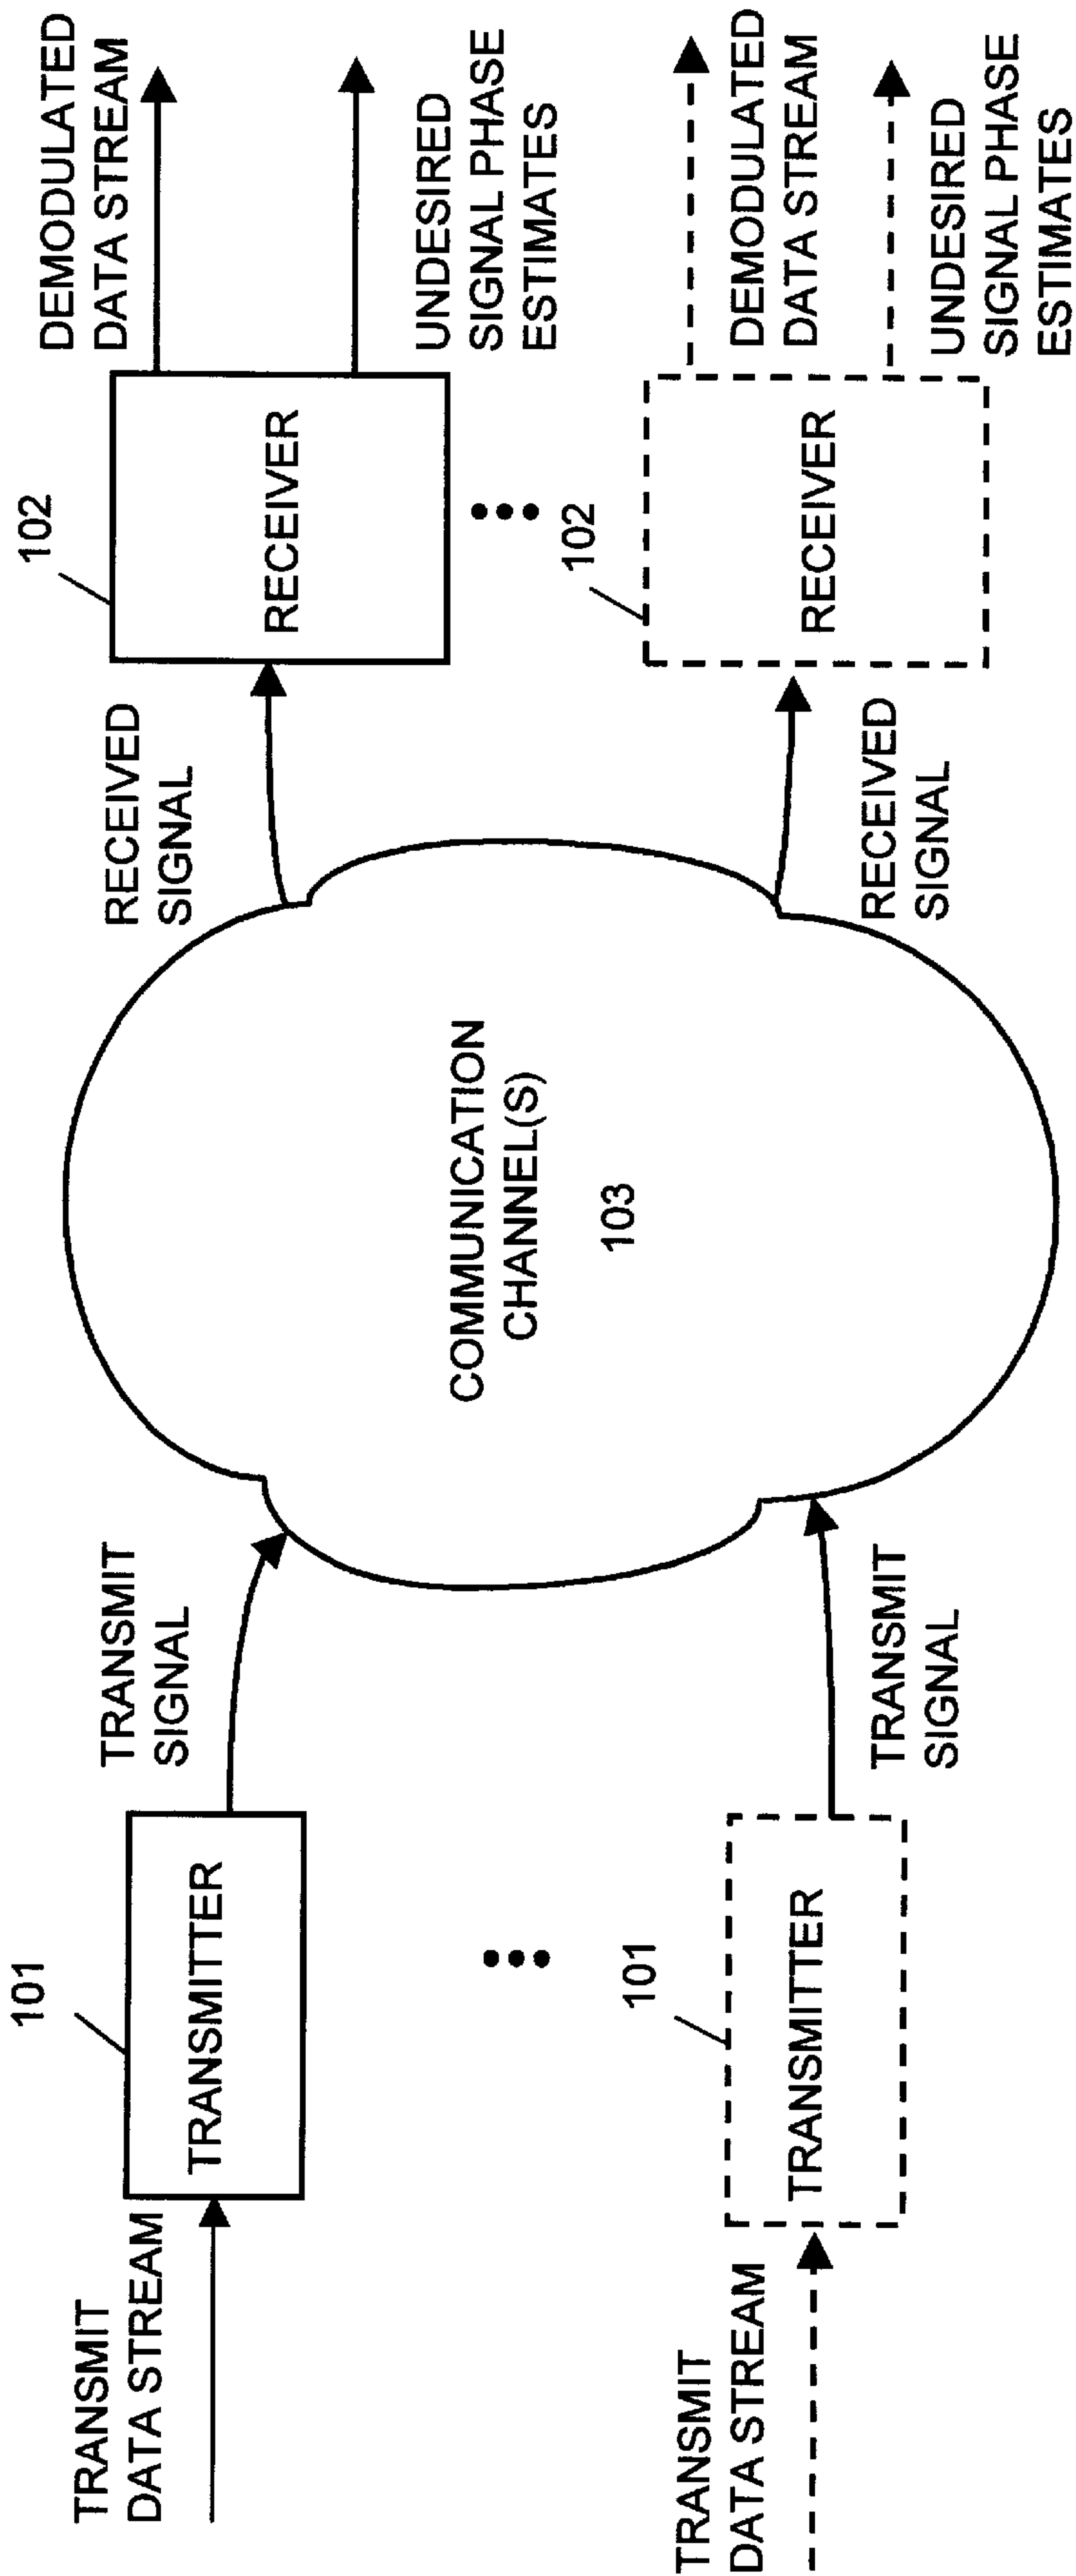 TRANSMIT
DATA STREAM
101
TRANSMITTER
TRANSMIT
SIGNAL
COMMUNICATION
CHANNEL(S)
103
RECEIVED
SIGNAL
102
RECEIVER
DEMODULATED
DATA STREAM
UNDESIRED
SIGNAL PHASE
ESTIMATES
TRANSMIT
DATA STREAM
101
TRANSMITTER
TRANSMIT
SIGNAL
RECEIVED
SIGNAL
102
RECEIVER
DEMODULATED
DATA STREAM
UNDESIRED
SIGNAL PHASE
ESTIMATES